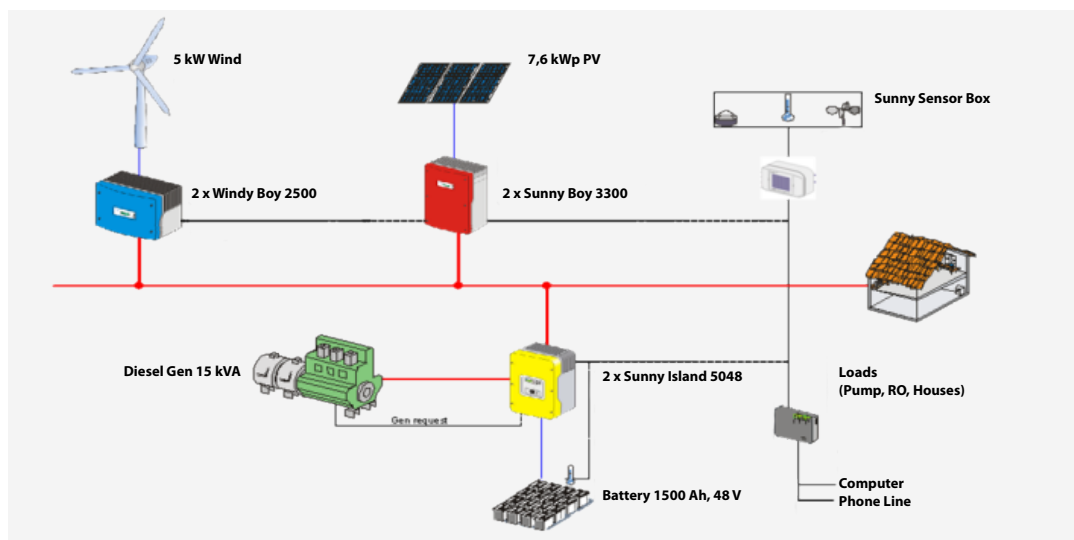 5 kW Wind
7,6 kWp PV
Sunny Sensor Box
2 x Windy Boy 2500
2 x Sunny Boy 3300
Diesel Gen 15 kVA
2 x Sunny Island 5048
Loads
(Pump, RO, Houses)
Gen request
Battery 1500 Ah, 48 V
Computer
Phone Line